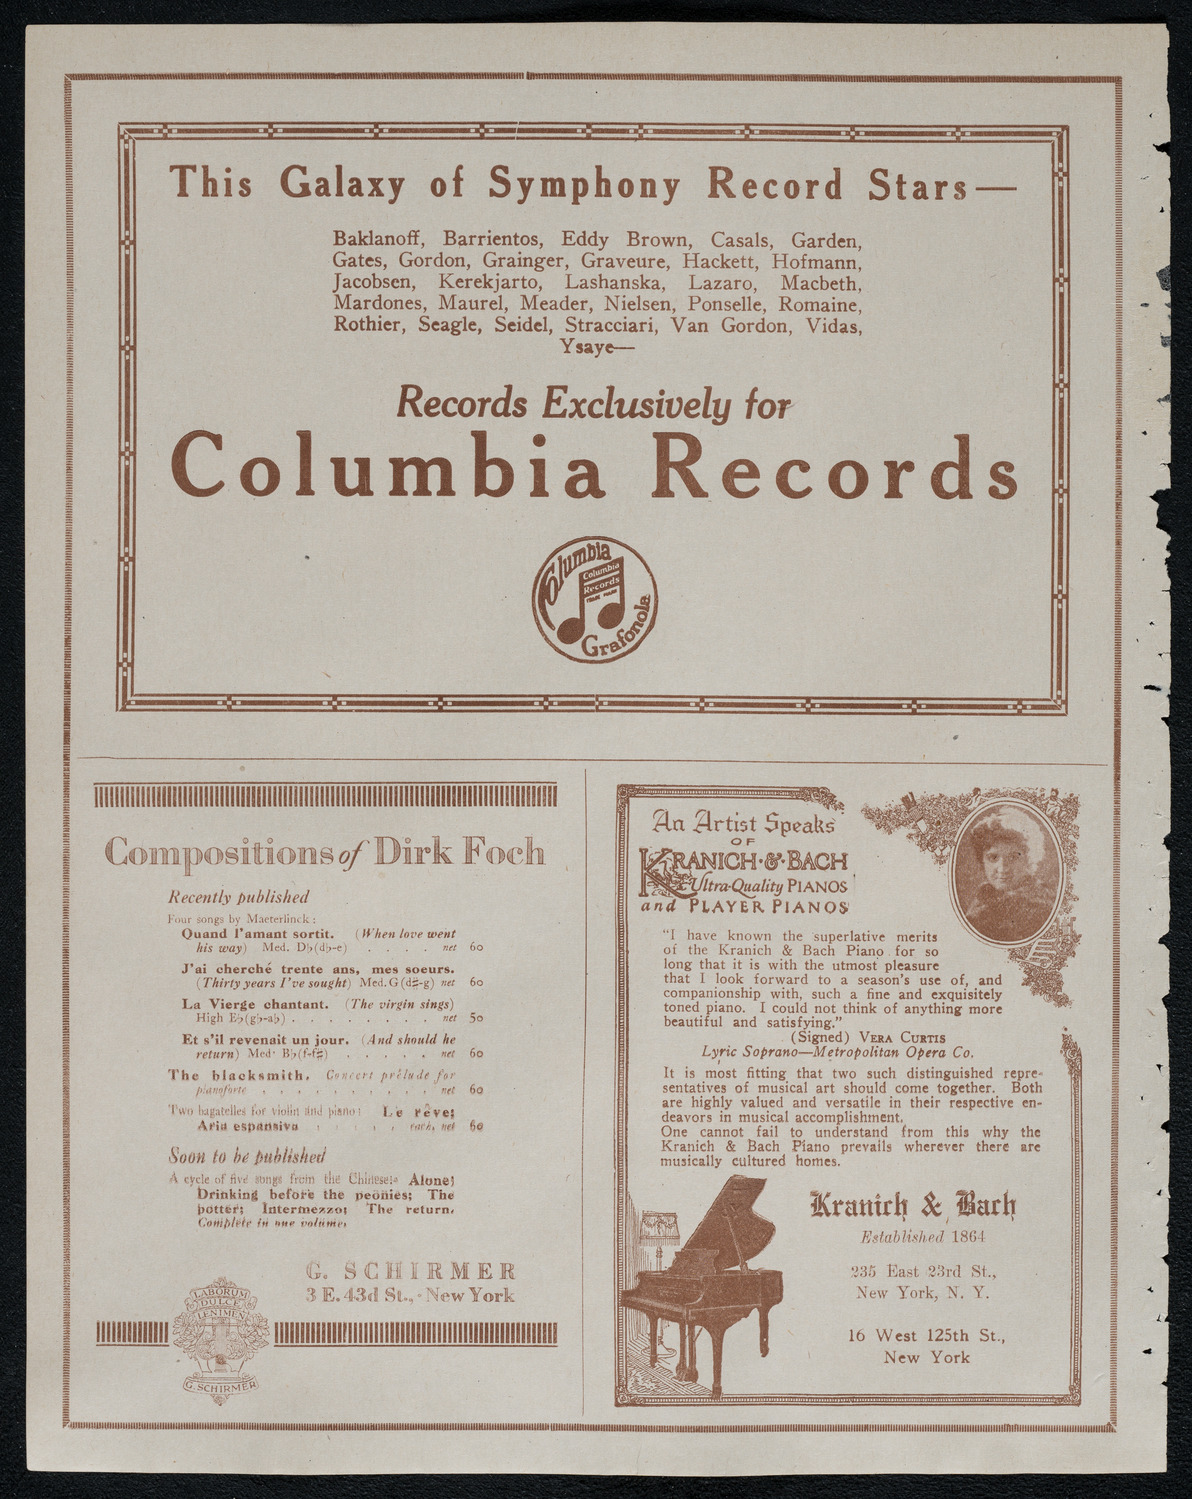 This Galaxy of Symphony Record Stars—
Baklanoff, Barrientos, Eddy Brown, Casals, Garden,
Gates, Gordon, Grainger, Graveure, Hackett, Hofmann,
Jacobsen, Kerekjarto, Lashanska, Lazaro, Macbeth,
Mardones, Maurel, Meader, Nielsen, Ponselle, Romaine,
Rothier, Seagle, Seidel, Stracciari, Van Gordon, Vidas,
Ysaye—
Records Exclusively for
Columbia Records
Columbia
Columbia
Records
TRADE MARK
Grafonola
Compositions of Dirk Foch
Recently published
Four songs by Maeterlinck:
Quand l'amant sortit. (When love went
his way) Med. D♭(d♭-e) . . . . net 60
J'ai cherché trente ans, mes soeurs.
(Thirty years I've sought) Med. G (d♯-g) net 60
La Vierge chantant. (The virgin sings)
High E♭(g♭-a♭) . . . . . . . . net 50
Et s'il revenait un jour. (And should he
return) Med· B♭(f-f♯) . . . . . net 60
The blacksmith. Concert prélude for
pianoforte . . . . . . . . . net 60
Two bagatelles for violin and piano: Le rêve;
Aria espansiva . . . . . each, net 60
Soon to be published
A cycle of five songs from the Chinese: Alone;
Drinking before the peonies; The
potter; Intermezzo; The return.
Complete in one volume.
G. SCHIRMER
3 E. 43d St., · New York
LABORUM
DULCE
LENIMEN
G. SCHIRMER
An Artist Speaks
OF
KRANICH·&·BACH
Ultra-Quality PIANOS
and PLAYER PIANOS
"I have known the superlative merits
of the Kranich & Bach Piano for so
long that it is with the utmost pleasure
that I look forward to a season's use of, and
companionship with, such a fine and exquisitely
toned piano. I could not think of anything more
beautiful and satisfying."
(Signed) VERA CURTIS
Lyric Soprano—Metropolitan Opera Co.
It is most fitting that two such distinguished repre-
sentatives of musical art should come together. Both
are highly valued and versatile in their respective en-
deavors in musical accomplishment.
One cannot fail to understand from this why the
Kranich & Bach Piano prevails wherever there are
musically cultured homes.
Kranich & Bach
Established 1864
235 East 23rd St.,
New York, N. Y.
16 West 125th St.,
New York